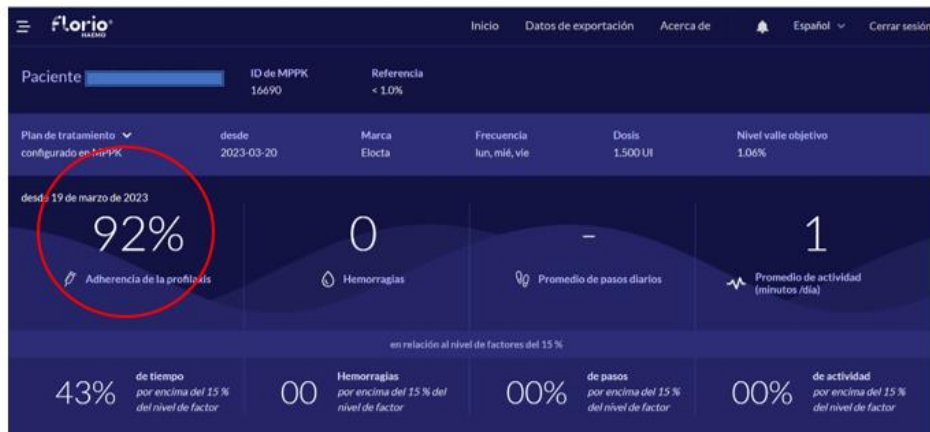 florio
HAEMO
Inicio Datos de exportación Acerca de Español Cerrar sesión
Paciente
ID de MPPK
16690
Referencia
< 1.0%
Plan de tratamiento
configurado en MPPK
desde
2023-03-20
Marca
Elocta
Frecuencia
lun, mié, vie
Dosis
1.500 UI
Nivel valle objetivo
1.06%
desde 19 de marzo de 2023
92%
Adherencia de la profilaxis
0
Hemorragias
–
Promedio de pasos diarios
1
Promedio de actividad
(minutos /día)
en relación al nivel de factores del 15 %
43%
de tiempo
por encima del 15 %
del nivel de factor
00
Hemorragias
por encima del 15 % del
nivel de factor
00%
de pasos
por encima del 15 %
del nivel de factor
00%
de actividad
por encima del 15 %
del nivel de factor